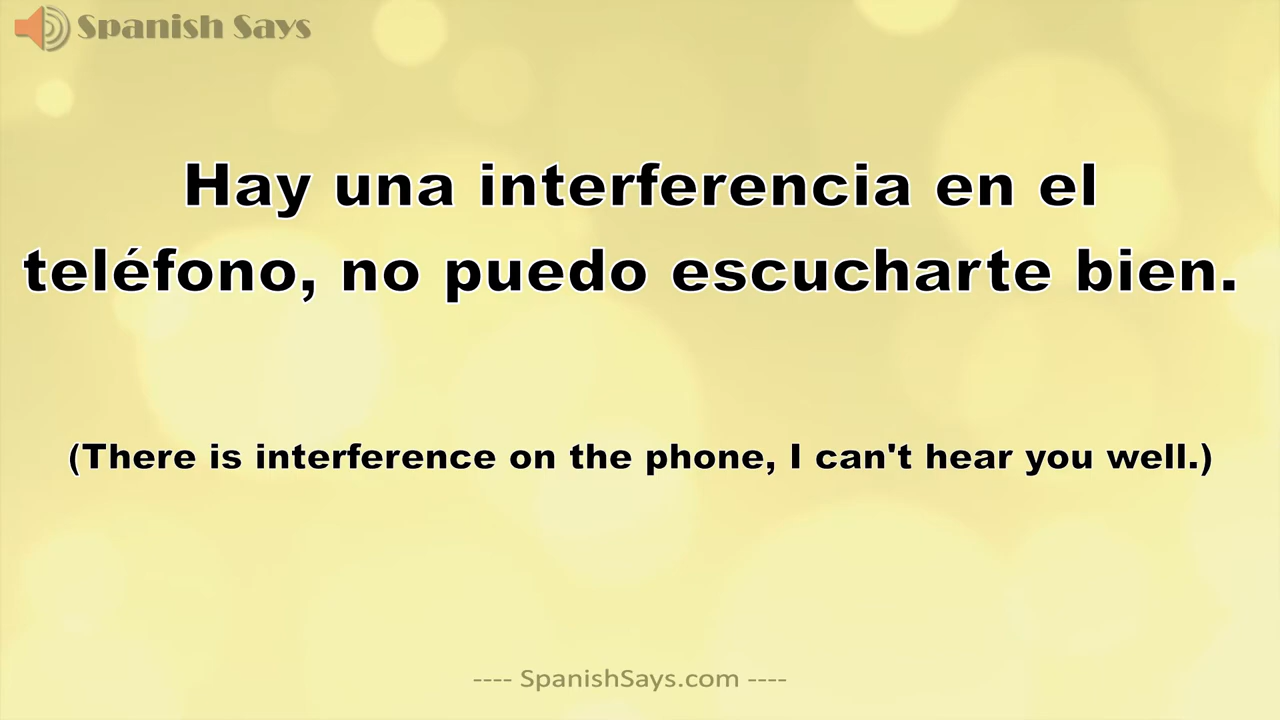 Spanish Says
Hay una interferencia en el
teléfono, no puedo escucharte bien.
(There is interference on the phone, I can't hear you well.)
---- SpanishSays.com ----